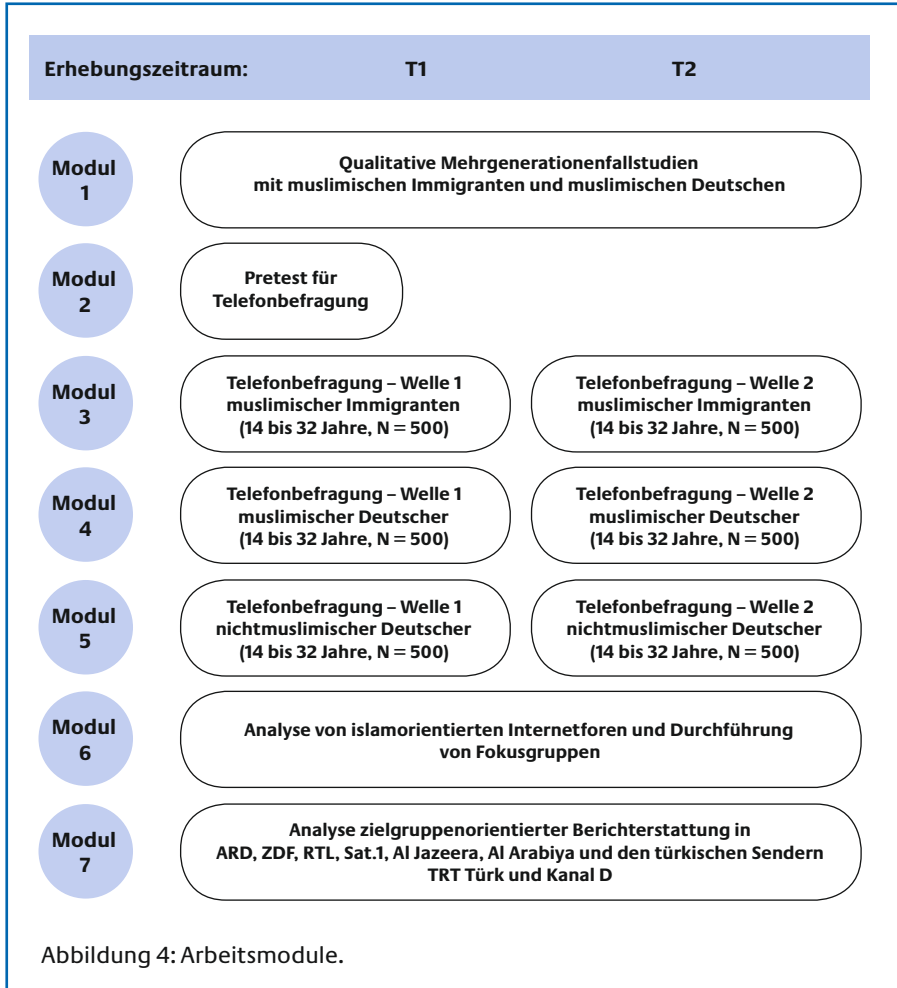 Erhebungszeitraum: T1 T2
Modul 1
Qualitative Mehrgenerationenfallstudien
mit muslimischen Immigranten und muslimischen Deutschen
Modul 2
Pretest für
Telefonbefragung
Modul 3
Telefonbefragung – Welle 1
muslimischer Immigranten
(14 bis 32 Jahre, N = 500)
Telefonbefragung – Welle 2
muslimischer Immigranten
(14 bis 32 Jahre, N = 500)
Modul 4
Telefonbefragung – Welle 1
muslimischer Deutscher
(14 bis 32 Jahre, N = 500)
Telefonbefragung – Welle 2
muslimischer Deutscher
(14 bis 32 Jahre, N = 500)
Modul 5
Telefonbefragung – Welle 1
nichtmuslimischer Deutscher
(14 bis 32 Jahre, N = 500)
Telefonbefragung – Welle 2
nichtmuslimischer Deutscher
(14 bis 32 Jahre, N = 500)
Modul 6
Analyse von islamorientierten Internetforen und Durchführung
von Fokusgruppen
Modul 7
Analyse zielgruppenorientierter Berichterstattung in
ARD, ZDF, RTL, Sat.1, Al Jazeera, Al Arabiya und den türkischen Sendern
TRT Türk und Kanal D
Abbildung 4: Arbeitsmodule.